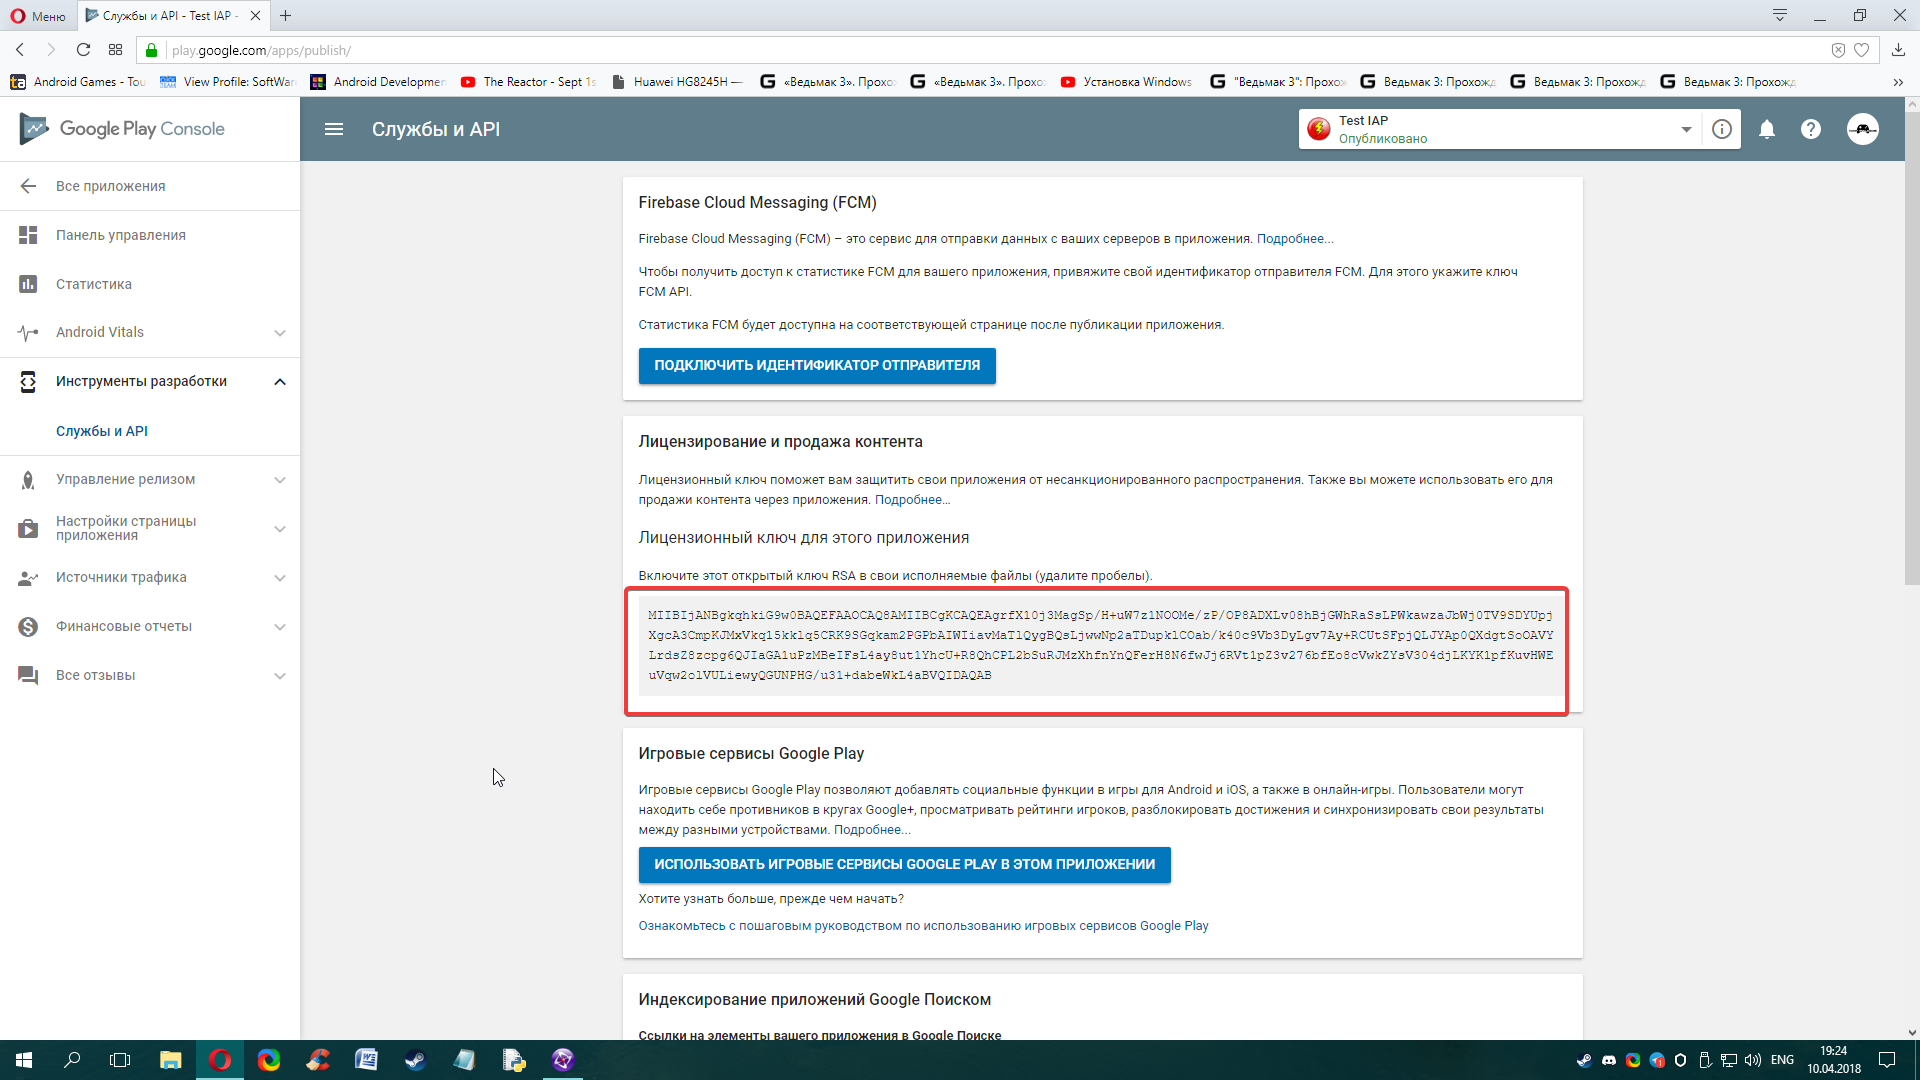 Меню
Службы и API - Test IAP -
play.google.com/apps/publish/
Android Games - Tou
View Profile: SoftWar
Android Developmen
The Reactor - Sept 1s
Huawei HG8245H —
«Ведьмак 3». Прохо
«Ведьмак 3». Прохо
Установка Windows
"Ведьмак 3": Прохо
Ведьмак 3: Прохожд
Ведьмак 3: Прохожд
Ведьмак 3: Прохожд
Google Play Console
Службы и API
Test IAP
Опубликовано
Все приложения
Панель управления
Статистика
Android Vitals
Инструменты разработки
Службы и API
Управление релизом
Настройки страницы
приложения
Источники трафика
Финансовые отчеты
Все отзывы
Firebase Cloud Messaging (FCM)
Firebase Cloud Messaging (FCM) – это сервис для отправки данных с ваших серверов в приложения. Подробнее...
Чтобы получить доступ к статистике FCM для вашего приложения, привяжите свой идентификатор отправителя FCM. Для этого укажите ключ
FCM API.
Статистика FCM будет доступна на соответствующей странице после публикации приложения.
ПОДКЛЮЧИТЬ ИДЕНТИФИКАТОР ОТПРАВИТЕЛЯ
Лицензирование и продажа контента
Лицензионный ключ поможет вам защитить свои приложения от несанкционированного распространения. Также вы можете использовать его для
продажи контента через приложения. Подробнее...
Лицензионный ключ для этого приложения
Включите этот открытый ключ RSA в свои исполняемые файлы (удалите пробелы).
MIIBIjANBgkqhkiG9w0BAQEFAAOCAQ8AMIIBCgKCAQEAgrfX10j3MagSp/H+uW7z1NOOMe/zP/OP8ADXLv08hBjGWhRaSsLPWkawzaJbWj0TV9SDYUpj
XgcA3CmpKJMxVkql5kklq5CRK9SGqkam2PGPbAIWIiavMaTlQygBQsLjwwNp2aTDupklCOab/k40c9Vb3DyLgv7Ay+RCUtSFpjQLJYAp0QXdgtSoOAVY
LrdsZ8zcpg6QJIaGA1uPzMBeIFsL4ay8ut1YhcU+R8QhCPL2bSuRJMzXhfnYnQFerH8N6fwJj6RVt1pZ3v276bfEo8cVwkZYsV304djLKYK1pfKuvHWE
uVqw2olVULiewyQGUNPHG/u31+dabeWkL4aBVQIDAQAB
Игровые сервисы Google Play
Игровые сервисы Google Play позволяют добавлять социальные функции в игры для Android и iOS, а также в онлайн-игры. Пользователи могут
находить себе противников в кругах Google+, просматривать рейтинги игроков, разблокировать достижения и синхронизировать свои результаты
между разными устройствами. Подробнее...
ИСПОЛЬЗОВАТЬ ИГРОВЫЕ СЕРВИСЫ GOOGLE PLAY В ЭТОМ ПРИЛОЖЕНИИ
Хотите узнать больше, прежде чем начать?
Ознакомьтесь с пошаговым руководством по использованию игровых сервисов Google Play
Индексирование приложений Google Поиском
Ссылки на элементы вашего приложения в Google Поиске
ENG
19:24
10.04.2018